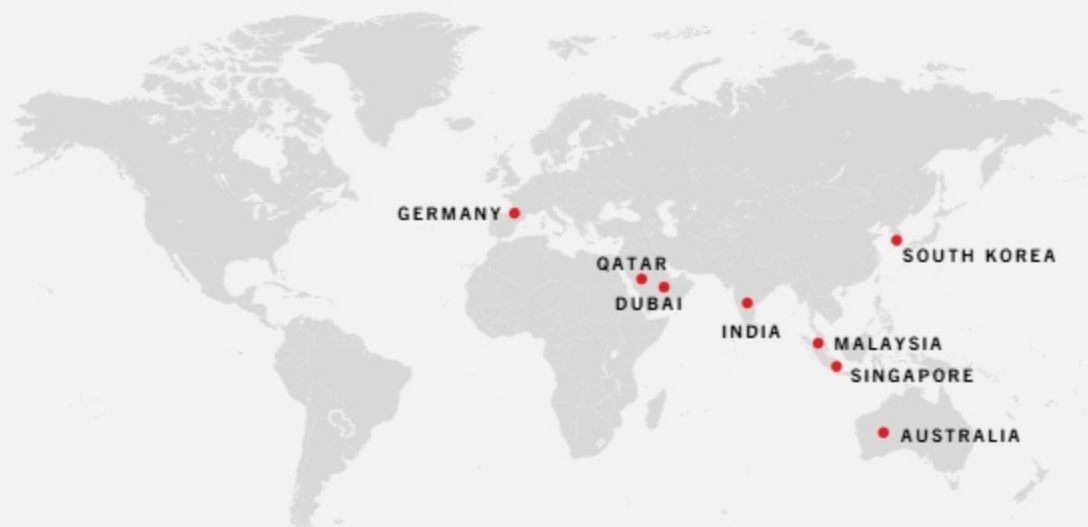 GERMANY
QATAR
SOUTH KOREA
DUBAI
INDIA
MALAYSIA
SINGAPORE
AUSTRALIA